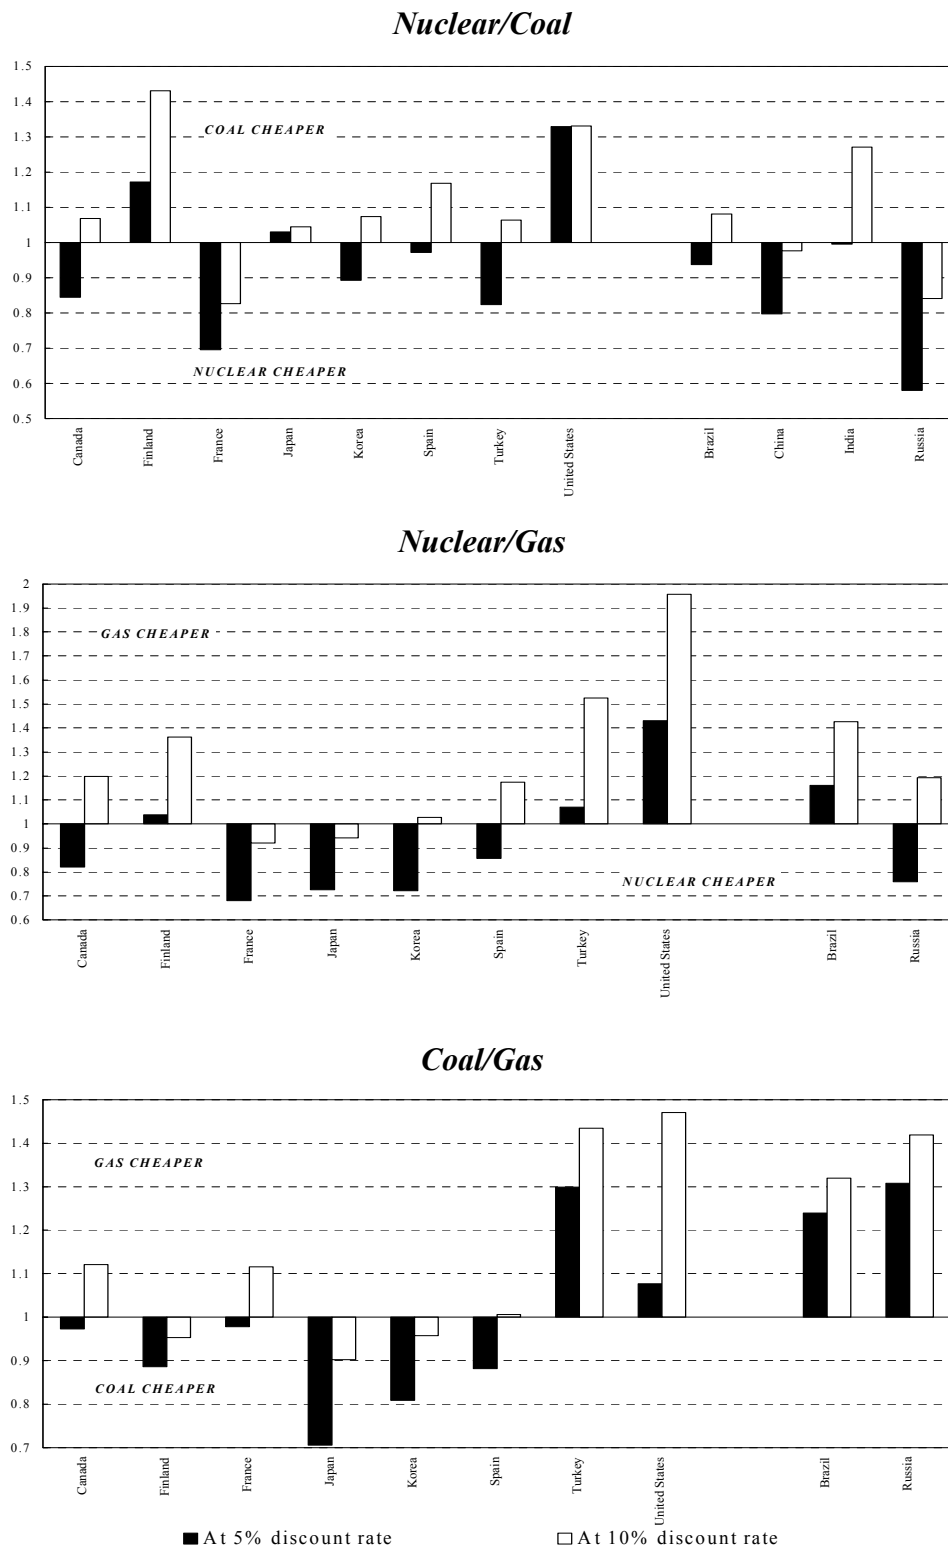 Nuclear/Coal
1.5
1.4
COAL CHEAPER
1.3
1.2
1.1
1
0.9
0.8
0.7
NUCLEAR CHEAPER
0.6
0.5
Canada
Finland
France
Japan
Korea
Spain
Turkey
United States
Brazil
China
India
Russia
Nuclear/Gas
2
1.9
1.8
GAS CHEAPER
1.7
1.6
1.5
1.4
1.3
1.2
1.1
1
0.9
0.8
NUCLEAR CHEAPER
0.7
0.6
Canada
Finland
France
Japan
Korea
Spain
Turkey
United States
Brazil
Russia
Coal/Gas
1.5
1.4
GAS CHEAPER
1.3
1.2
1.1
1
0.9
COAL CHEAPER
0.8
0.7
Canada
Finland
France
Japan
Korea
Spain
Turkey
United States
Brazil
Russia
At 5% discount rate
At 10% discount rate